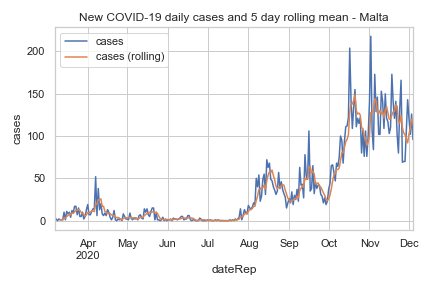 New COVID-19 daily cases and 5 day rolling mean - Malta
cases
cases (rolling)
200
150
100
50
0
cases
Apr May Jun Jul Aug Sep Oct Nov Dec
2020
dateRep